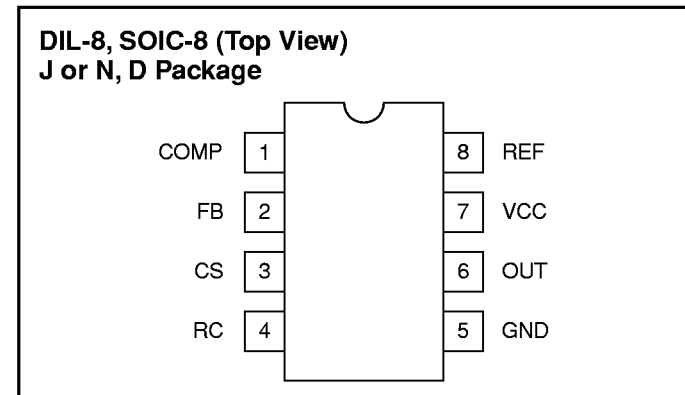 DIL-8, SOIC-8 (Top View)
J or N, D Package
COMP 1 8 REF
FB 2 7 VCC
CS 3 6 OUT
RC 4 5 GND